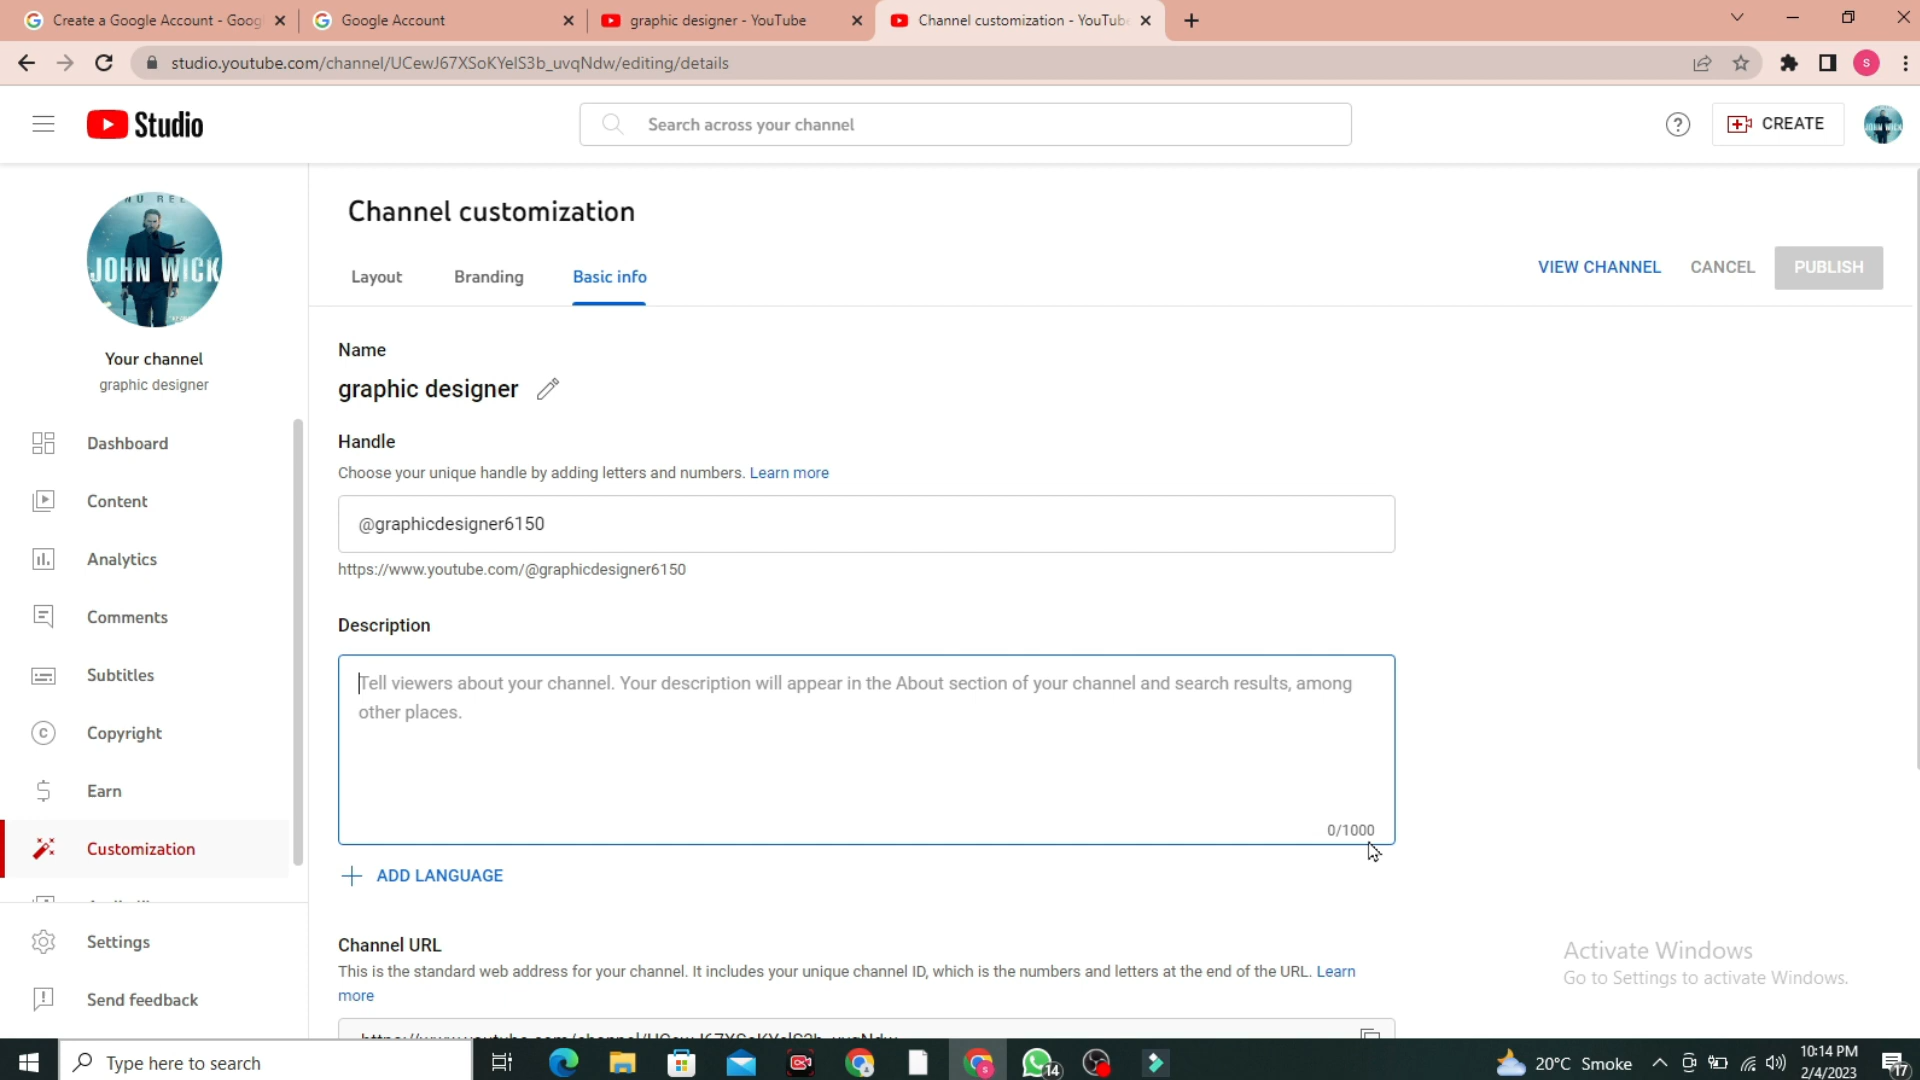 Create a Google Account - Goog
Google Account
graphic designer - YouTube
Channel customization - YouTube
studio.youtube.com/channel/UCewJ67XSoKYelS3b_uvqNdw/editing/details
S
Studio
Search across your channel
CREATE
JOHN WICK
Your channel
graphic designer
Dashboard
Content
Analytics
Comments
Subtitles
Copyright
Earn
Customization
Settings
Send feedback
Channel customization
Layout
Branding
Basic info
VIEW CHANNEL
CANCEL
PUBLISH
Name
graphic designer
Handle
Choose your unique handle by adding letters and numbers. Learn more
@graphicdesigner6150
https://www.youtube.com/@graphicdesigner6150
Description
Tell viewers about your channel. Your description will appear in the About section of your channel and search results, among
other places.
0/1000
ADD LANGUAGE
Channel URL
This is the standard web address for your channel. It includes your unique channel ID, which is the numbers and letters at the end of the URL. Learn
more
Activate Windows
Go to Settings to activate Windows.
Type here to search
14
20°C Smoke
10:14 PM
2/4/2023
17